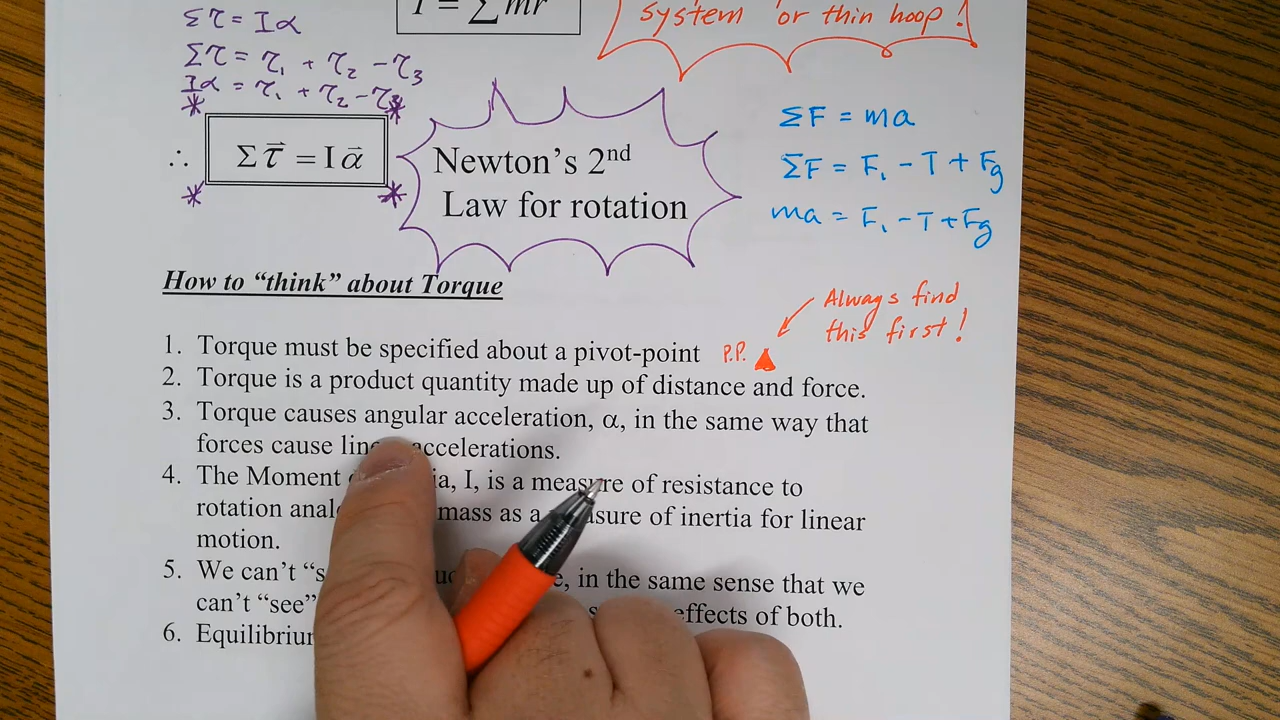 Στ = Iα
I = Σmr
system or thin hoop!
Στ = τ₁ + τ₂ - τ₃
Iα = τ₁ + τ₂ - τ₃
* *
∴ Στ⃗ = Iα⃗
* *
Newton's 2nd
Law for rotation
ΣF = ma
ΣF = F₁ - T + Fg
ma = F₁ - T + Fg
How to "think" about Torque
Always find
this first!
1. Torque must be specified about a pivot-point P.P.
2. Torque is a product quantity made up of distance and force.
3. Torque causes angular acceleration, α, in the same way that
forces cause accelerations.
4. The Moment I, is a measure of resistance to
rotation mass as a measure of inertia for linear
motion.
5. We can't in the same sense that we
can't "see" effects of both.
6.